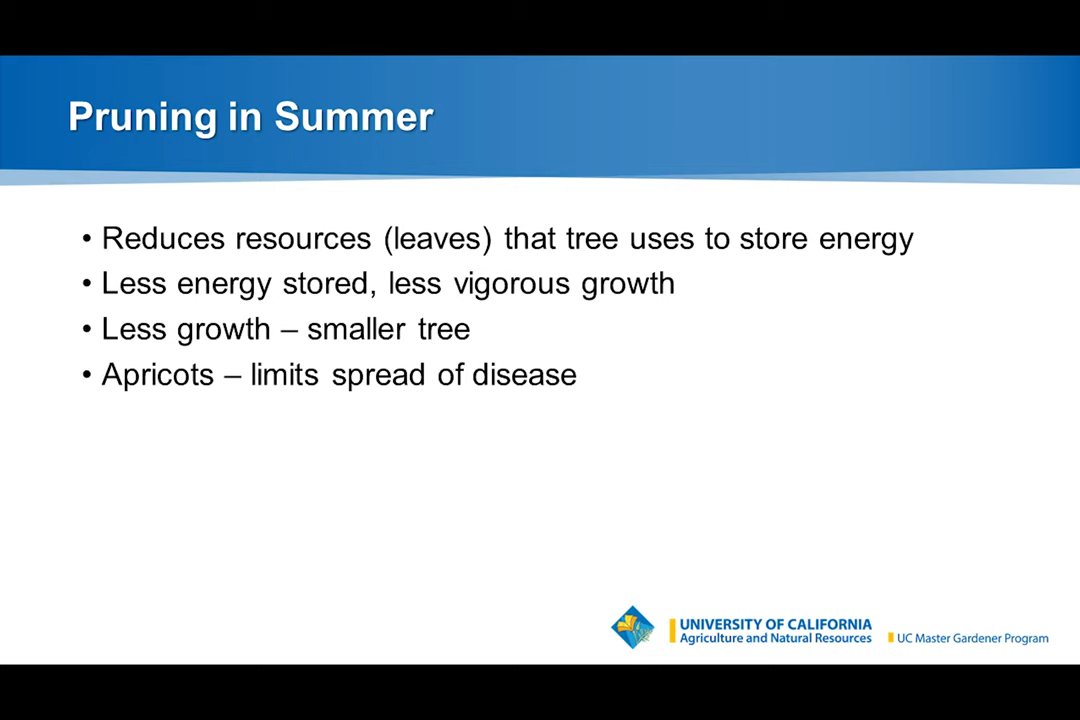 Pruning in Summer
• Reduces resources (leaves) that tree uses to store energy
• Less energy stored, less vigorous growth
• Less growth – smaller tree
• Apricots – limits spread of disease
UNIVERSITY OF CALIFORNIA
Agriculture and Natural Resources
UC Master Gardener Program